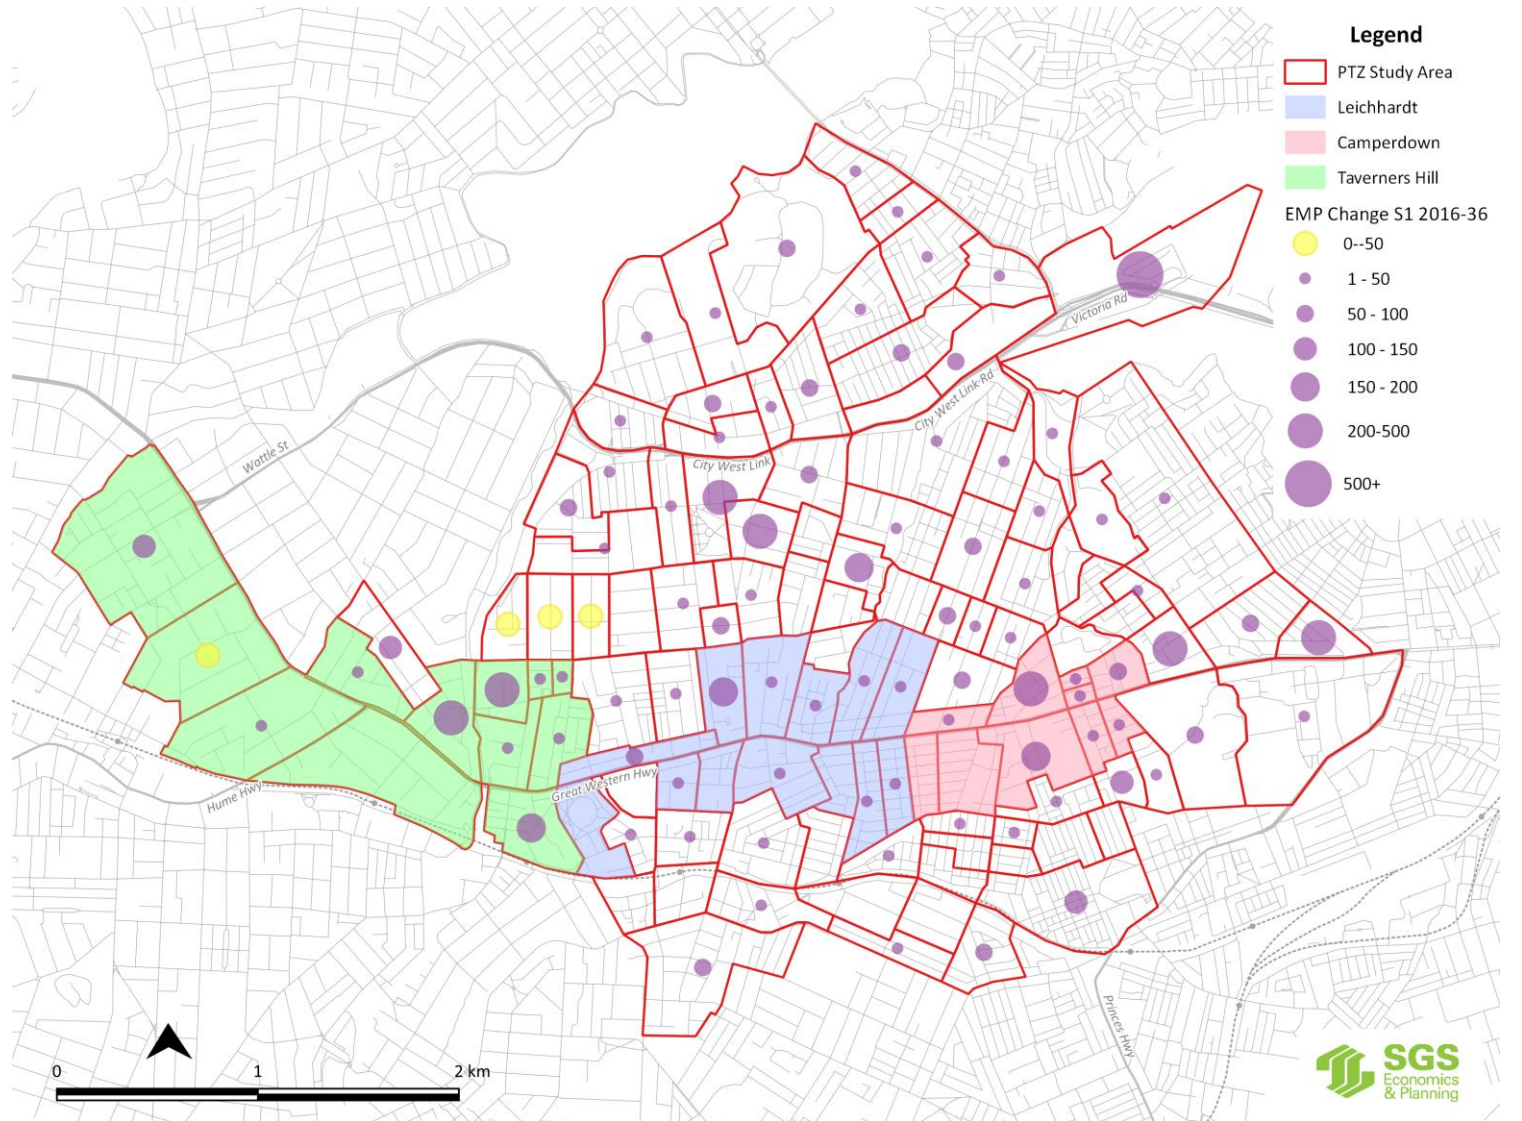 Legend
PTZ Study Area
Leichhardt
Camperdown
Taverners Hill
EMP Change S1 2016-36
0--50
1 - 50
50 - 100
100 - 150
150 - 200
200-500
500+
Victoria Rd
City West Link Rd
City West Link
Wattle St
Great Western Hwy
Hume Hwy
Princes Hwy
0 1 2 km
SGS
Economics
& Planning